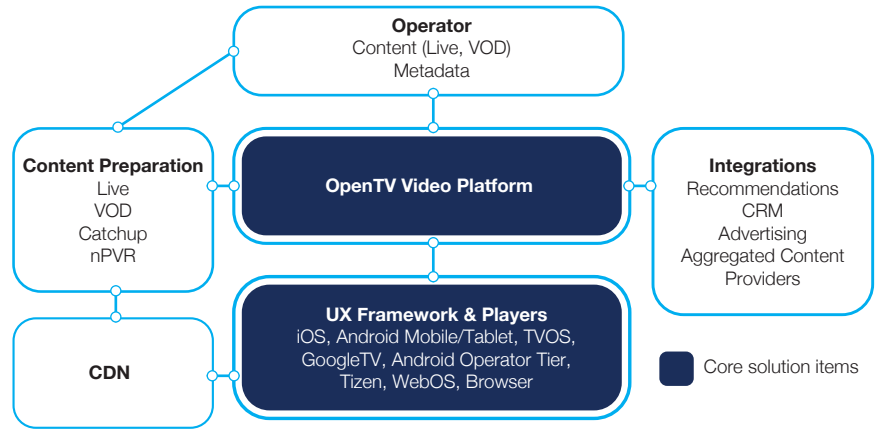 Operator
Content (Live, VOD)
Metadata
Content Preparation
Live
VOD
Catchup
nPVR
OpenTV Video Platform
Integrations
Recommendations
CRM
Advertising
Aggregated Content
Providers
UX Framework & Players
iOS, Android Mobile/Tablet, TVOS,
GoogleTV, Android Operator Tier,
Tizen, WebOS, Browser
CDN
Core solution items